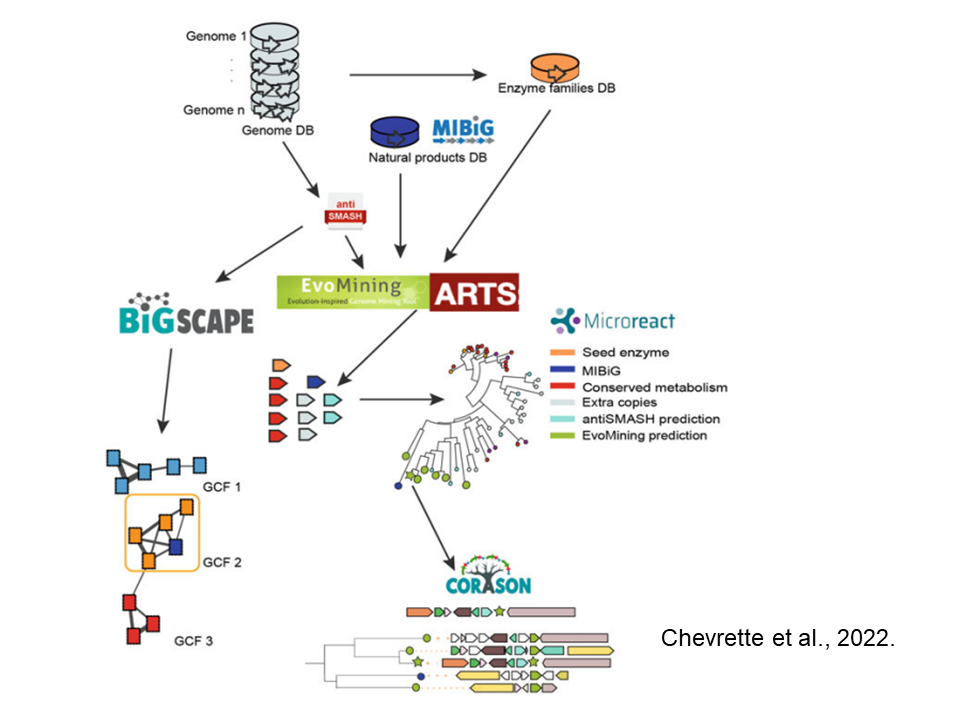 Genome 1
Genome n
Genome DB
Enzyme families DB
MIBiG
Natural products DB
anti
SMASH
EvoMining
Evolution-Inspired Genome Mining Tool
ARTS
BiG SCAPE
Microreact
Seed enzyme
MIBiG
Conserved metabolism
Extra copies
antiSMASH prediction
EvoMining prediction
GCF 1
GCF 2
GCF 3
CORASON
Chevrette et al., 2022.